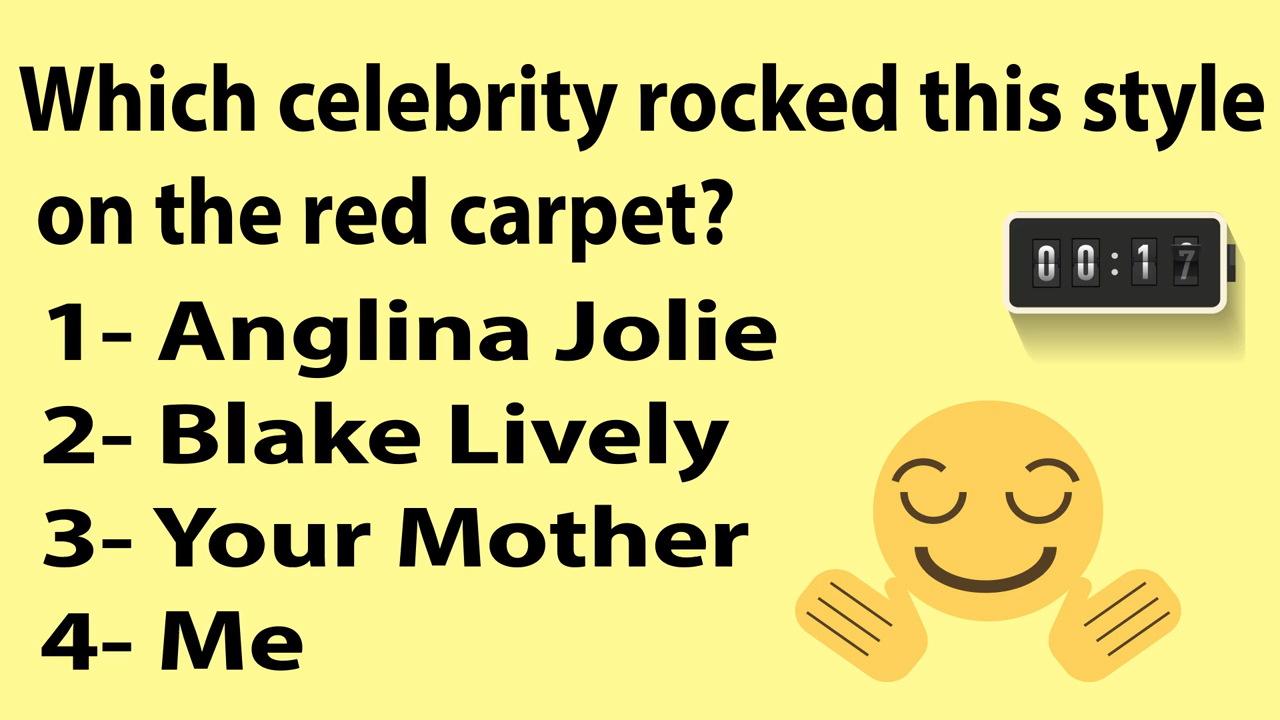 Which celebrity rocked this style
on the red carpet?
00:17
1- Anglina Jolie
2- Blake Lively
3- Your Mother
4- Me